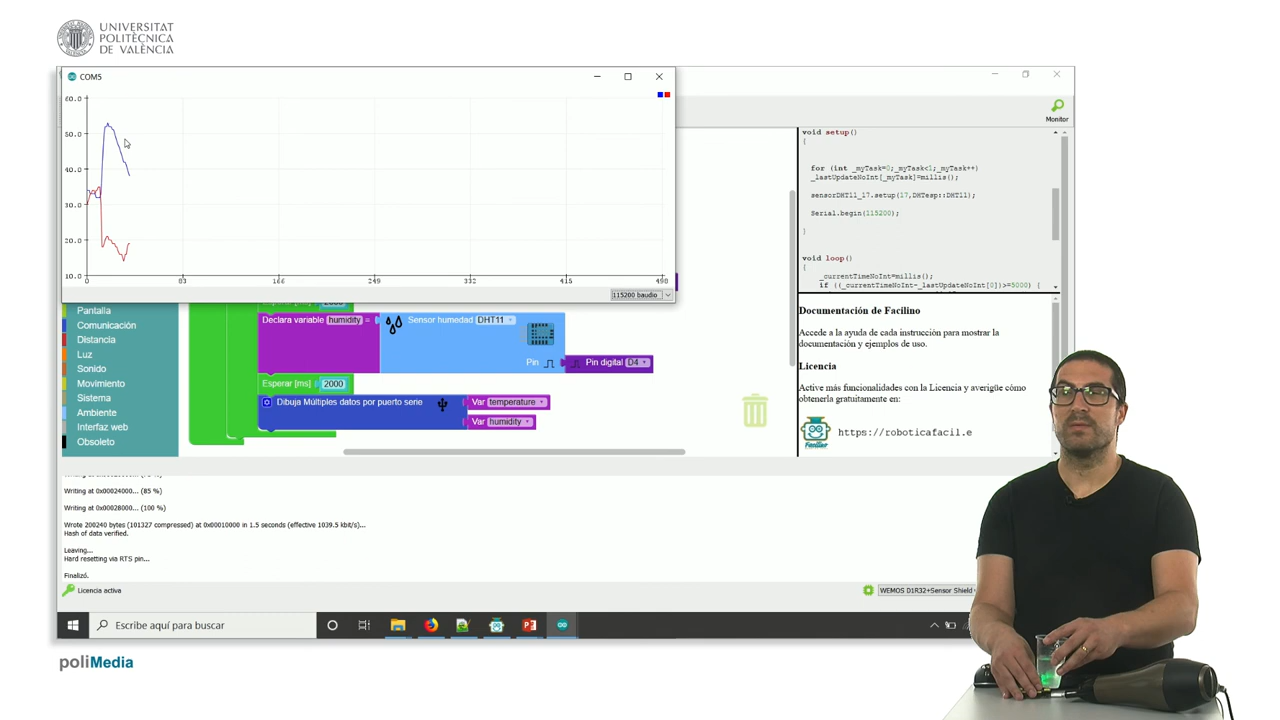 UNIVERSITAT
POLITÈCNICA
DE VALÈNCIA
COM5
60.0
50.0
40.0
30.0
20.0
10.0
0
83
166
249
332
415
498
115200 baudio
Monitor
void setup()
{
for (int _myTask=0;_myTask<1;_myTask++)
_lastUpdateNoInt[_myTask]=millis();
sensorDHT11_17.setup(17,DHTesp::DHT11);
Serial.begin(115200);
void loop()
{
_currentTimeNoInt=millis();
if ((_currentTimeNoInt-_lastUpdateNoInt[0])>=5000) {
Pantalla
Comunicación
Distancia
Luz
Sonido
Movimiento
Sistema
Ambiente
Interfaz web
Obsoleto
Declara variable humidity =
Sensor humedad DHT11
Pin
Pin digital D4
Esperar [ms] 2000
Dibuja Múltiples datos por puerto serie
Var temperature
Var humidity
Documentación de Facilino
Accede a la ayuda de cada instrucción para mostrar la
documentación y ejemplos de uso.
Licencia
Active más funcionalidades con la Licencia y averigüe cómo
obtenerla gratuitamente en:
https://roboticafacil.e
Writing at 0x00024000... (85 %)
Writing at 0x00028000... (100 %)
Wrote 200240 bytes (101327 compressed) at 0x00010000 in 1.5 seconds (effective 1039.5 kbit/s)...
Hash of data verified.
Leaving...
Hard resetting via RTS pin...
Finalizó.
Licencia activa
WEMOS D1R32+Sensor Shield
Escribe aquí para buscar
poliMedia